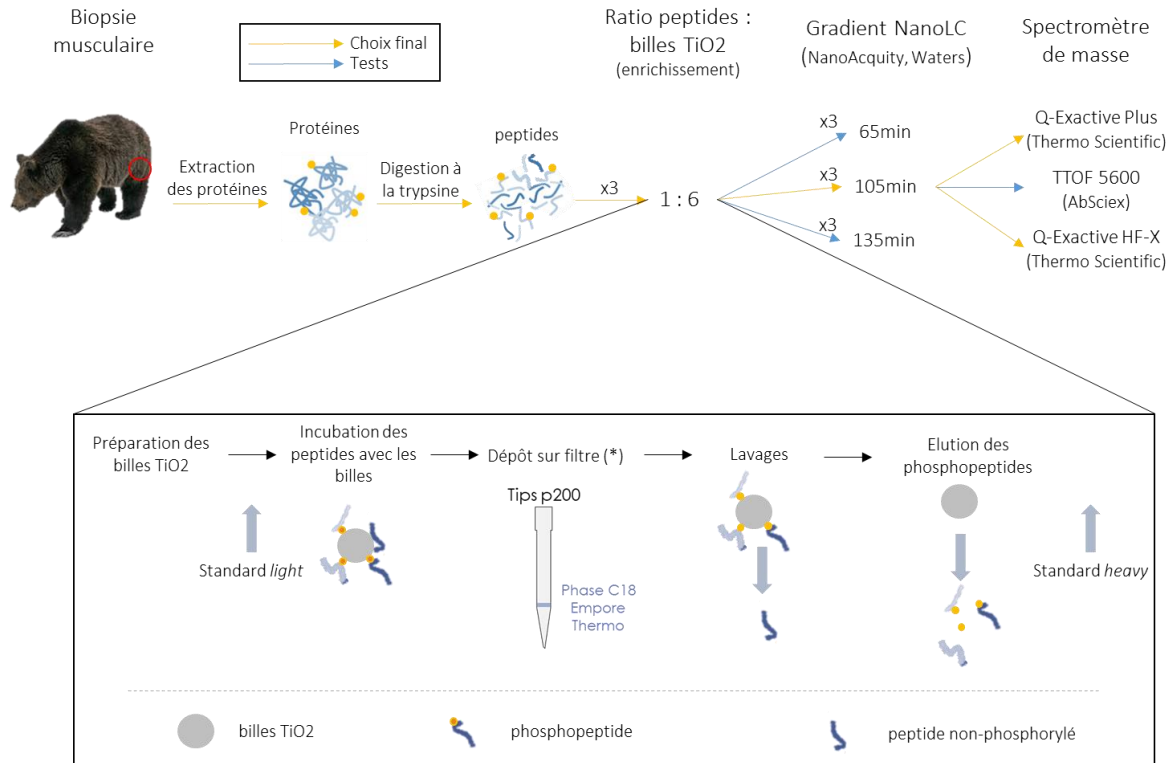 Biopsie
musculaire
Choix final
Tests
Ratio peptides :
billes TiO2
(enrichissement)
Gradient NanoLC
(NanoAcquity, Waters)
Spectromètre
de masse
Extraction
des protéines
Protéines
Digestion à
la trypsine
peptides
x3
1 : 6
x3
65min
x3
105min
x3
135min
Q-Exactive Plus
(Thermo Scientific)
TTOF 5600
(AbSciex)
Q-Exactive HF-X
(Thermo Scientific)
Préparation des
billes TiO2
Incubation des
peptides avec les
billes
Dépôt sur filtre (*)
Lavages
Elution des
phosphopeptides
Standard light
Tips p200
Phase C18
Empore
Thermo
Standard heavy
billes TiO2
phosphopeptide
peptide non-phosphorylé